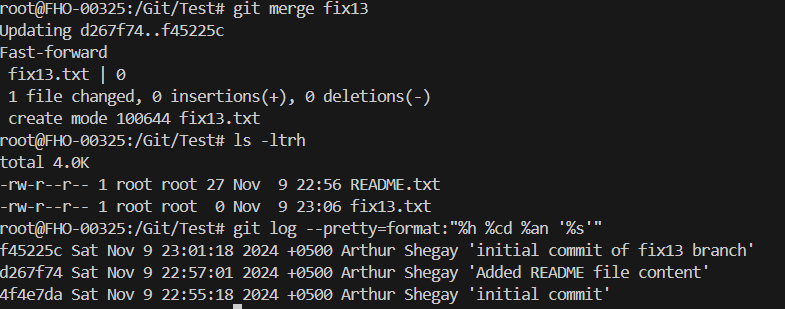 root@FHO-00325:/Git/Test# git merge fix13
Updating d267f74..f45225c
Fast-forward
 fix13.txt | 0
 1 file changed, 0 insertions(+), 0 deletions(-)
 create mode 100644 fix13.txt
root@FHO-00325:/Git/Test# ls -ltrh
total 4.0K
-rw-r--r-- 1 root root 27 Nov  9 22:56 README.txt
-rw-r--r-- 1 root root  0 Nov  9 23:06 fix13.txt
root@FHO-00325:/Git/Test# git log --pretty=format:"%h %cd %an '%s'"
f45225c Sat Nov 9 23:01:18 2024 +0500 Arthur Shegay 'initial commit of fix13 branch'
d267f74 Sat Nov 9 22:57:01 2024 +0500 Arthur Shegay 'Added README file content'
4f4e7da Sat Nov 9 22:55:18 2024 +0500 Arthur Shegay 'initial commit'